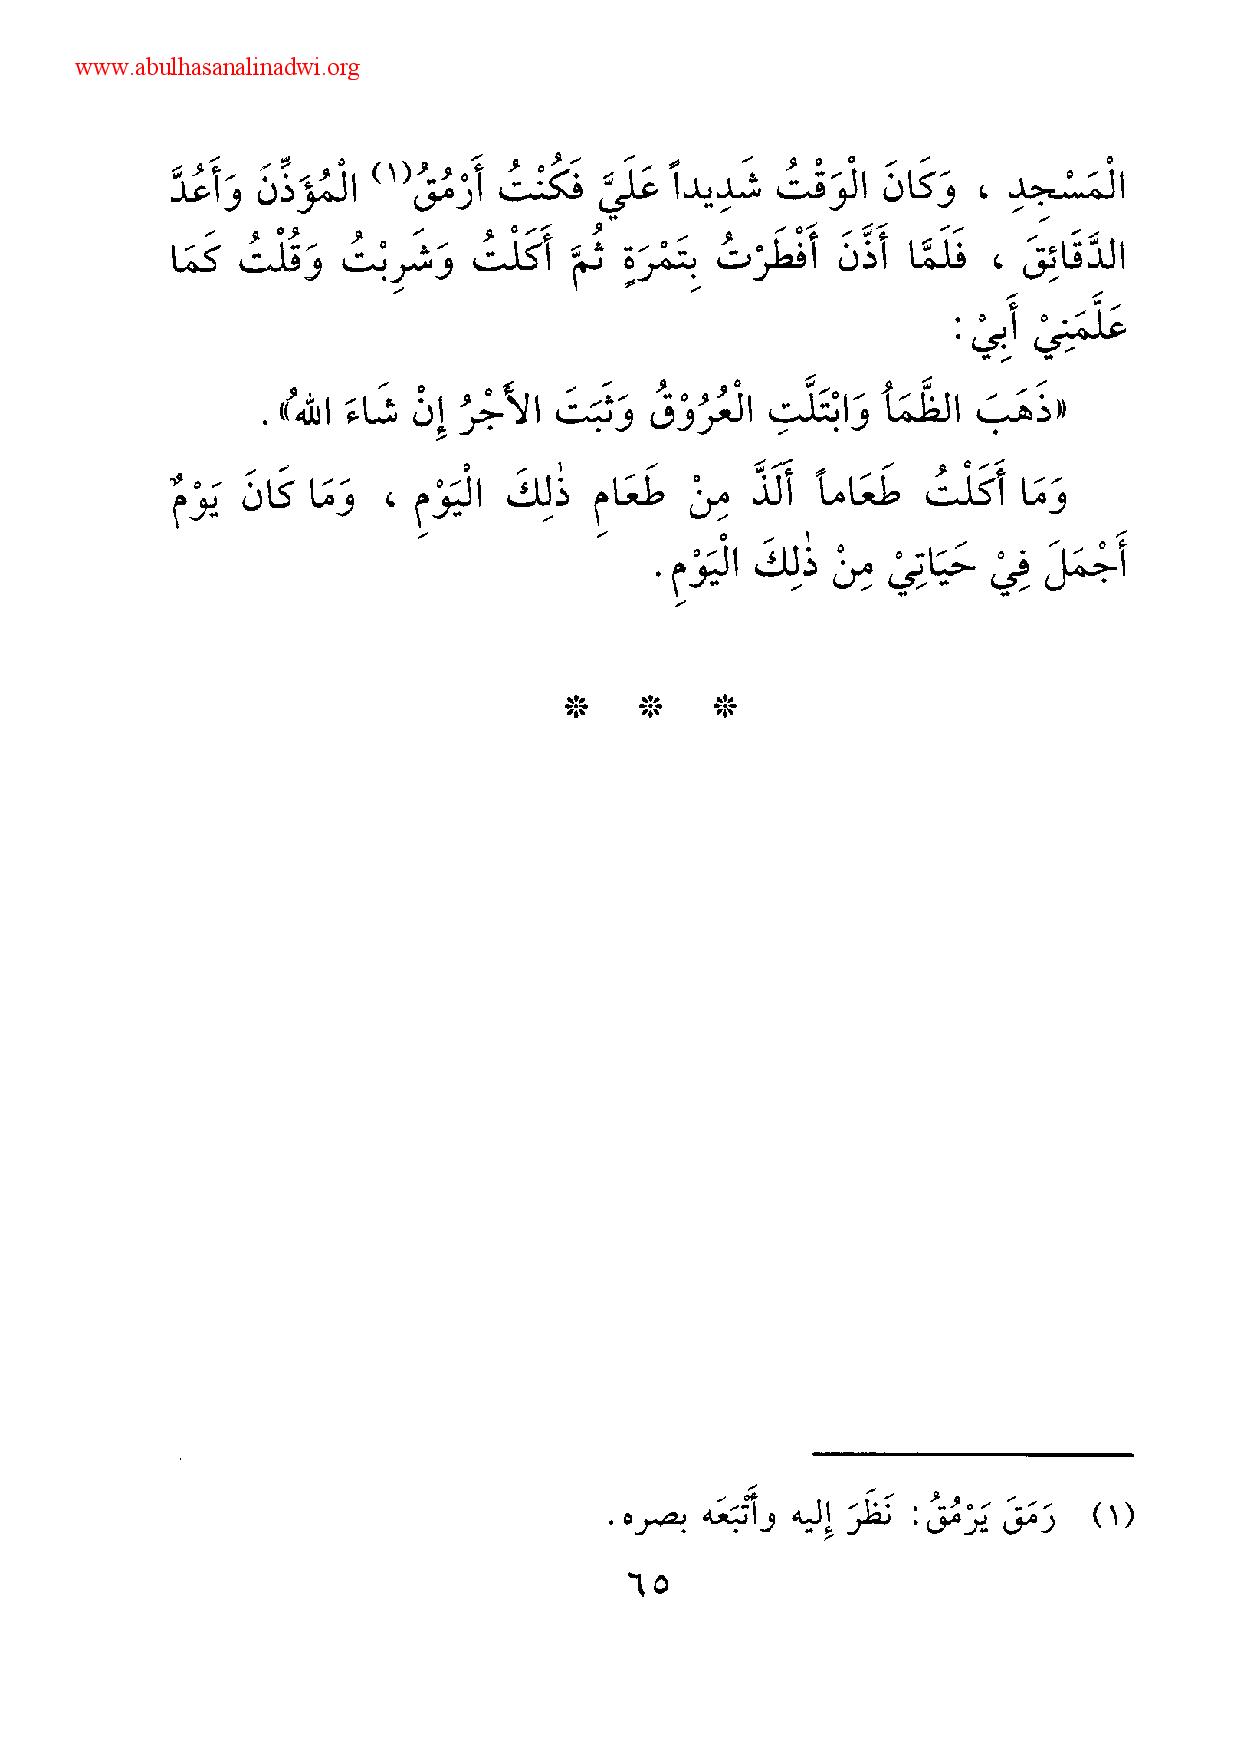 www.abulhasanalinadwi.org
الْمَسْجِدِ ، وَكَانَ الْوَقْتُ شَدِيداً عَلَيَّ فَكُنْتُ أَرْمُقُ(١) الْمُؤَذِّنَ وَأَعُدَّ
الدَّقَائِقَ ، فَلَمَّا أَذَّنَ أَفْطَرْتُ بِتَمْرَةٍ ثُمَّ أَكَلْتُ وَشَرِبْتُ وَقُلْتُ كَمَا
عَلَّمَنِيْ أَبِيْ :
«ذَهَبَ الظَّمَأُ وَابْتَلَّتِ الْعُرُوْقُ وَثَبَتَ الأَجْرُ إِنْ شَاءَ اللهُ» .
وَمَا أَكَلْتُ طَعَاماً أَلَذَّ مِنْ طَعَامِ ذٰلِكَ الْيَوْمِ ، وَمَا كَانَ يَوْمٌ
أَجْمَلَ فِيْ حَيَاتِيْ مِنْ ذٰلِكَ الْيَوْمِ .
* * *
(١) رَمَقَ يَرْمُقُ : نَظَرَ إِليه وأَتْبَعَه بصره .
٦٥